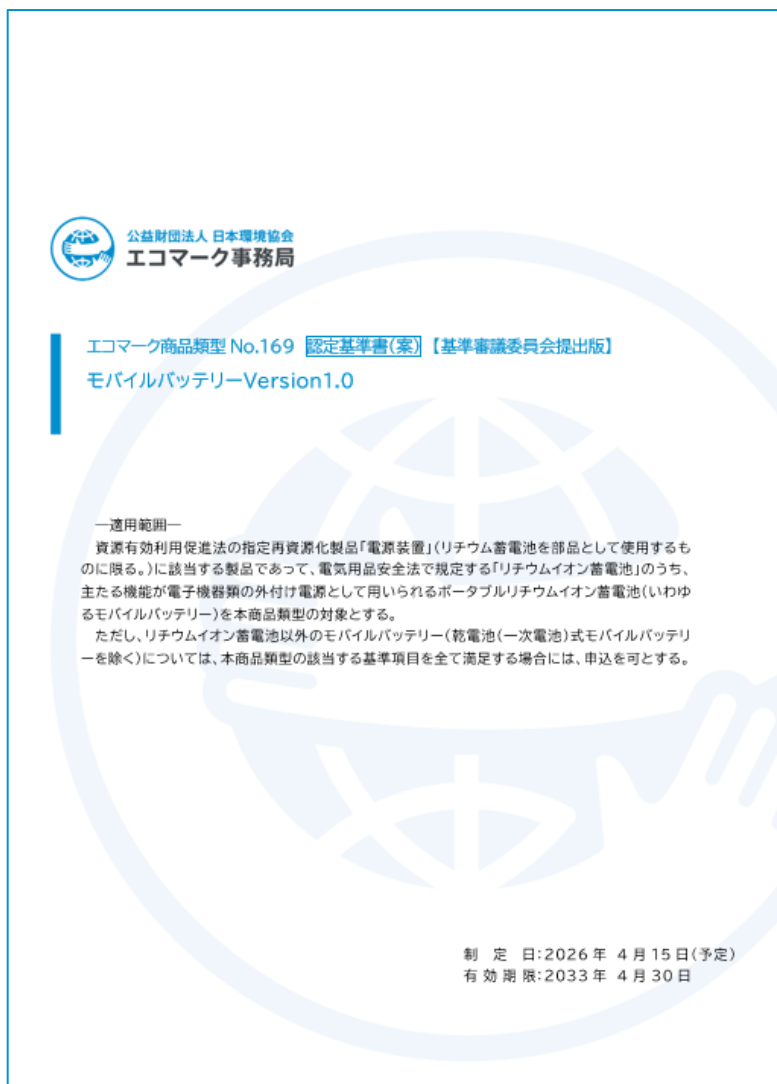 公益財団法人 日本環境協会
エコマーク事務局
エコマーク商品類型 No.169 認定基準書(案)【基準審議委員会提出版】
モバイルバッテリーVersion1.0
―適用範囲―
資源有効利用促進法の指定再資源化製品「電源装置」(リチウム蓄電池を部品として使用するも
のに限る。)に該当する製品であって、電気用品安全法で規定する「リチウムイオン蓄電池」のうち、
主たる機能が電子機器類の外付け電源として用いられるポータブルリチウムイオン蓄電池(いわゆ
るモバイルバッテリー)を本商品類型の対象とする。
ただし、リチウムイオン蓄電池以外のモバイルバッテリー(乾電池(一次電池)式モバイルバッテリ
ーを除く)については、本商品類型の該当する基準項目を全て満足する場合には、申込を可とする。
制 定 日:2026年 4月15日(予定)
有効期限:2033年 4月30日